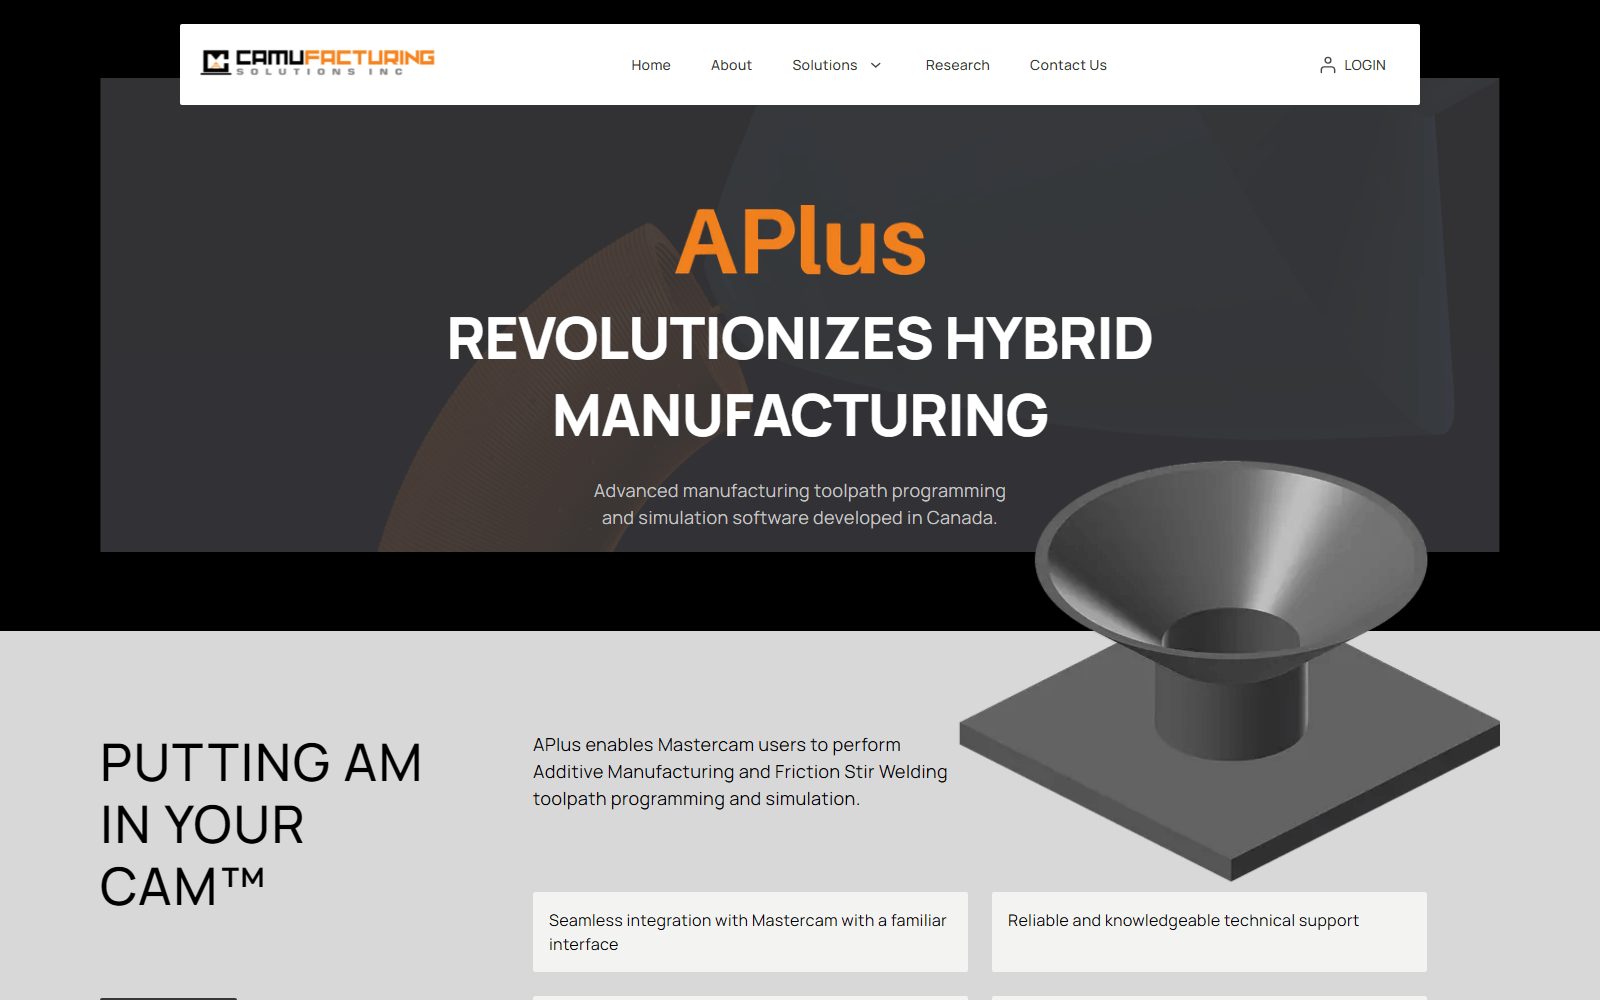 CAMUFACTURING
SOLUTIONS INC
Home
About
Solutions
Research
Contact Us
LOGIN
APlus
REVOLUTIONIZES HYBRID
MANUFACTURING
Advanced manufacturing toolpath programming
and simulation software developed in Canada.
PUTTING AM
IN YOUR
CAM™
APlus enables Mastercam users to perform
Additive Manufacturing and Friction Stir Welding
toolpath programming and simulation.
Seamless integration with Mastercam with a familiar
interface
Reliable and knowledgeable technical support